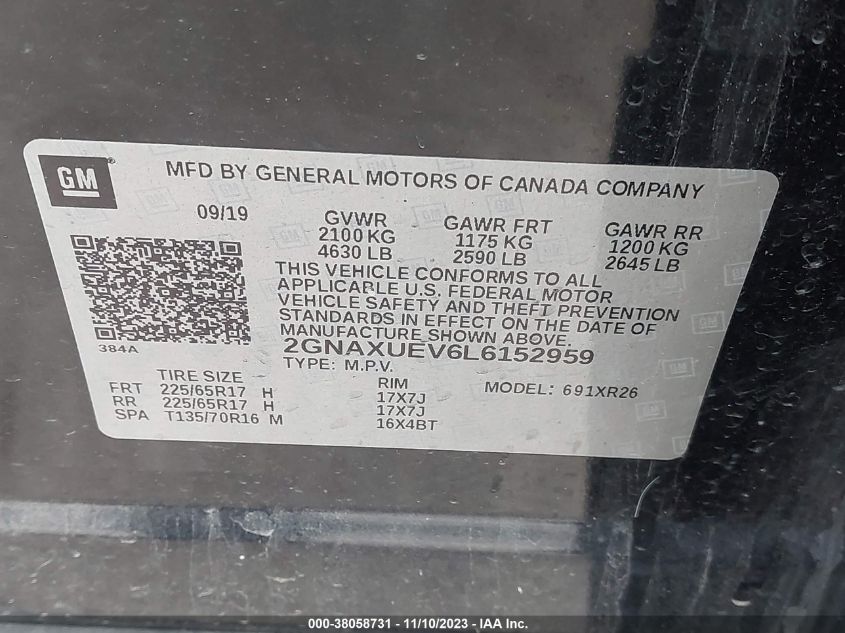 GM
MFD BY GENERAL MOTORS OF CANADA COMPANY
09/19
GVWR
2100 KG
4630 LB
GAWR FRT
1175 KG
2590 LB
GAWR RR
1200 KG
2645 LB
THIS VEHICLE CONFORMS TO ALL
APPLICABLE U.S. FEDERAL MOTOR
VEHICLE SAFETY AND THEFT PREVENTION
STANDARDS IN EFFECT ON THE DATE OF
MANUFACTURE SHOWN ABOVE.
384A
2GNAXUEV6L6152959
TYPE: M.P.V.
TIRE SIZE RIM MODEL: 691XR26
FRT 225/65R17 H 17X7J
RR 225/65R17 H 17X7J
SPA T135/70R16 M 16X4BT
000-38058731 - 11/10/2023 - IAA Inc.